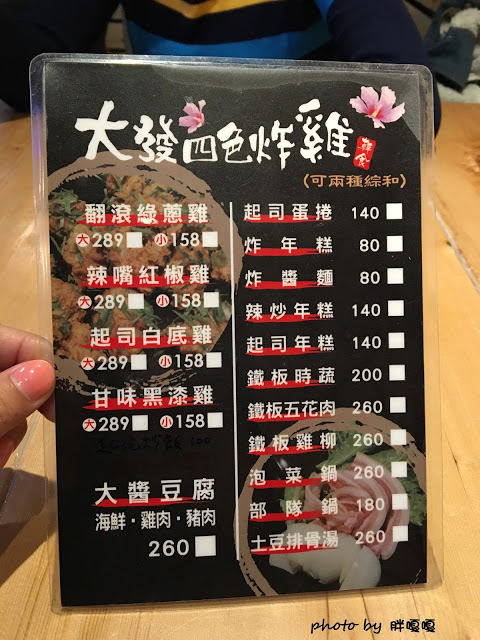 大發四色炸雞
韓食
(可兩種綜和)
翻滾綠蔥雞
大289 小158
辣嘴紅椒雞
大289 小158
起司白底雞
大289 小158
甘味黑漆雞
大289 小158
100
大醬豆腐
海鮮·雞肉·豬肉
260
起司蛋捲 140
炸年糕 80
炸醬麵 80
辣炒年糕 140
起司年糕 140
鐵板時蔬 200
鐵板五花肉 260
鐵板雞柳 260
泡菜鍋 260
部隊鍋 180
土豆排骨湯 260
photo by 胖嘎嘎